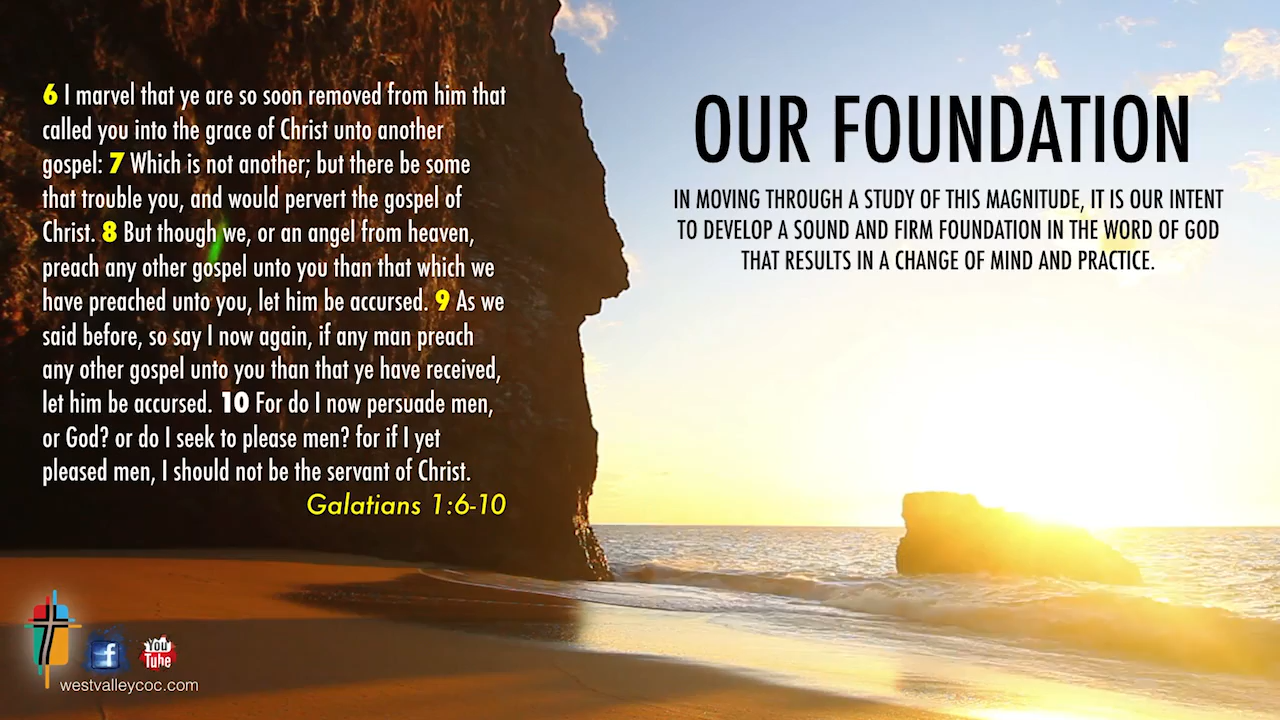 6 I marvel that ye are so soon removed from him that
called you into the grace of Christ unto another
gospel: 7 Which is not another; but there be some
that trouble you, and would pervert the gospel of
Christ. 8 But though we, or an angel from heaven,
preach any other gospel unto you than that which we
have preached unto you, let him be accursed. 9 As we
said before, so say I now again, if any man preach
any other gospel unto you than that ye have received,
let him be accursed. 10 For do I now persuade men,
or God? or do I seek to please men? for if I yet
pleased men, I should not be the servant of Christ.
Galatians 1:6-10
OUR FOUNDATION
IN MOVING THROUGH A STUDY OF THIS MAGNITUDE, IT IS OUR INTENT
TO DEVELOP A SOUND AND FIRM FOUNDATION IN THE WORD OF GOD
THAT RESULTS IN A CHANGE OF MIND AND PRACTICE.
f
You
Tube
westvalleycoc.com